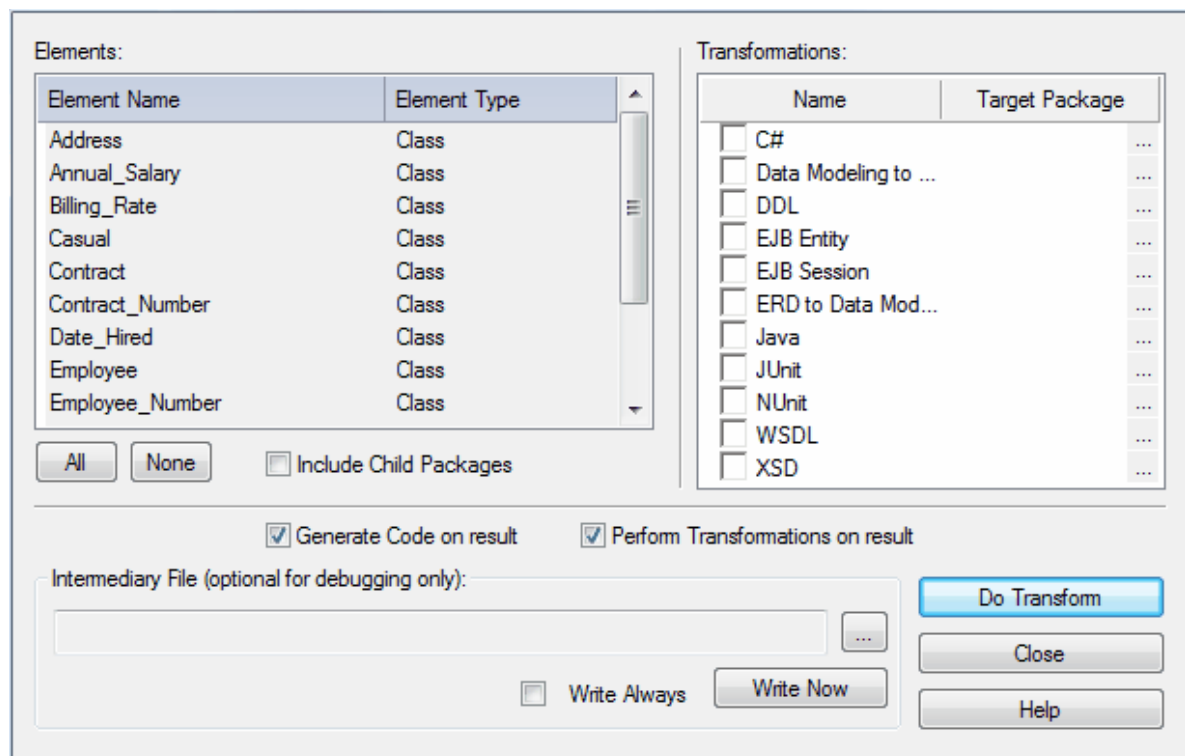 Elements:
Element Name Element Type
Address Class
Annual_Salary Class
Billing_Rate Class
Casual Class
Contract Class
Contract_Number Class
Date_Hired Class
Employee Class
Employee_Number Class
All None Include Child Packages
Transformations:
Name Target Package
C# ...
Data Modeling to ... ...
DDL ...
EJB Entity ...
EJB Session ...
ERD to Data Mod... ...
Java ...
JUnit ...
NUnit ...
WSDL ...
XSD ...
Generate Code on result Perform Transformations on result
Intermediary File (optional for debugging only):
...
Write Always Write Now
Do Transform
Close
Help